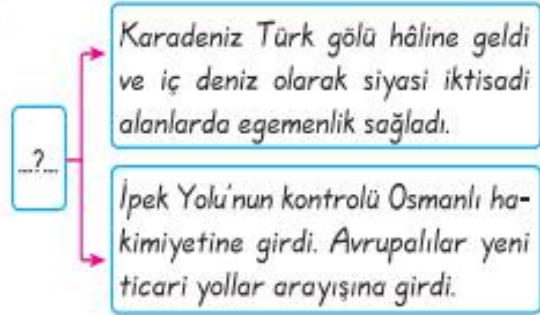 Karadeniz Türk gölü hâline geldi
ve iç deniz olarak siyasi iktisadi
alanlarda egemenlik sağladı.
...?...
İpek Yolu'nun kontrolü Osmanlı ha-
kimiyetine girdi. Avrupalılar yeni
ticari yollar arayışına girdi.